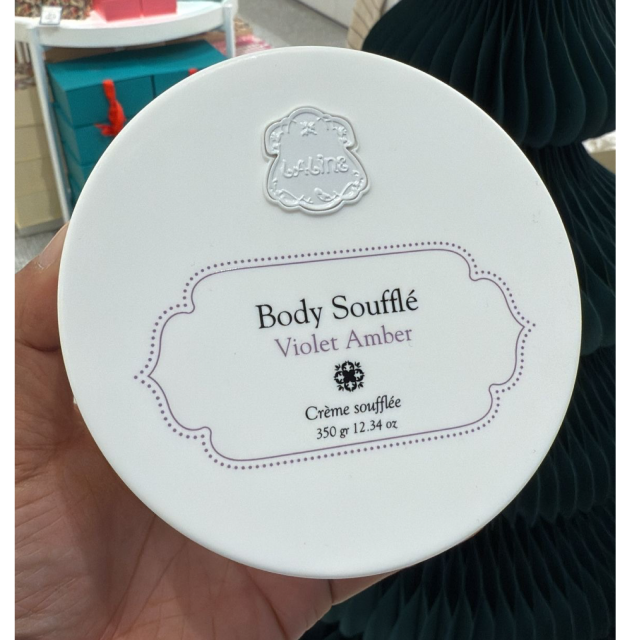 Laline
Body Soufflé
Violet Amber
Crème soufflée
350 gr 12.34 oz